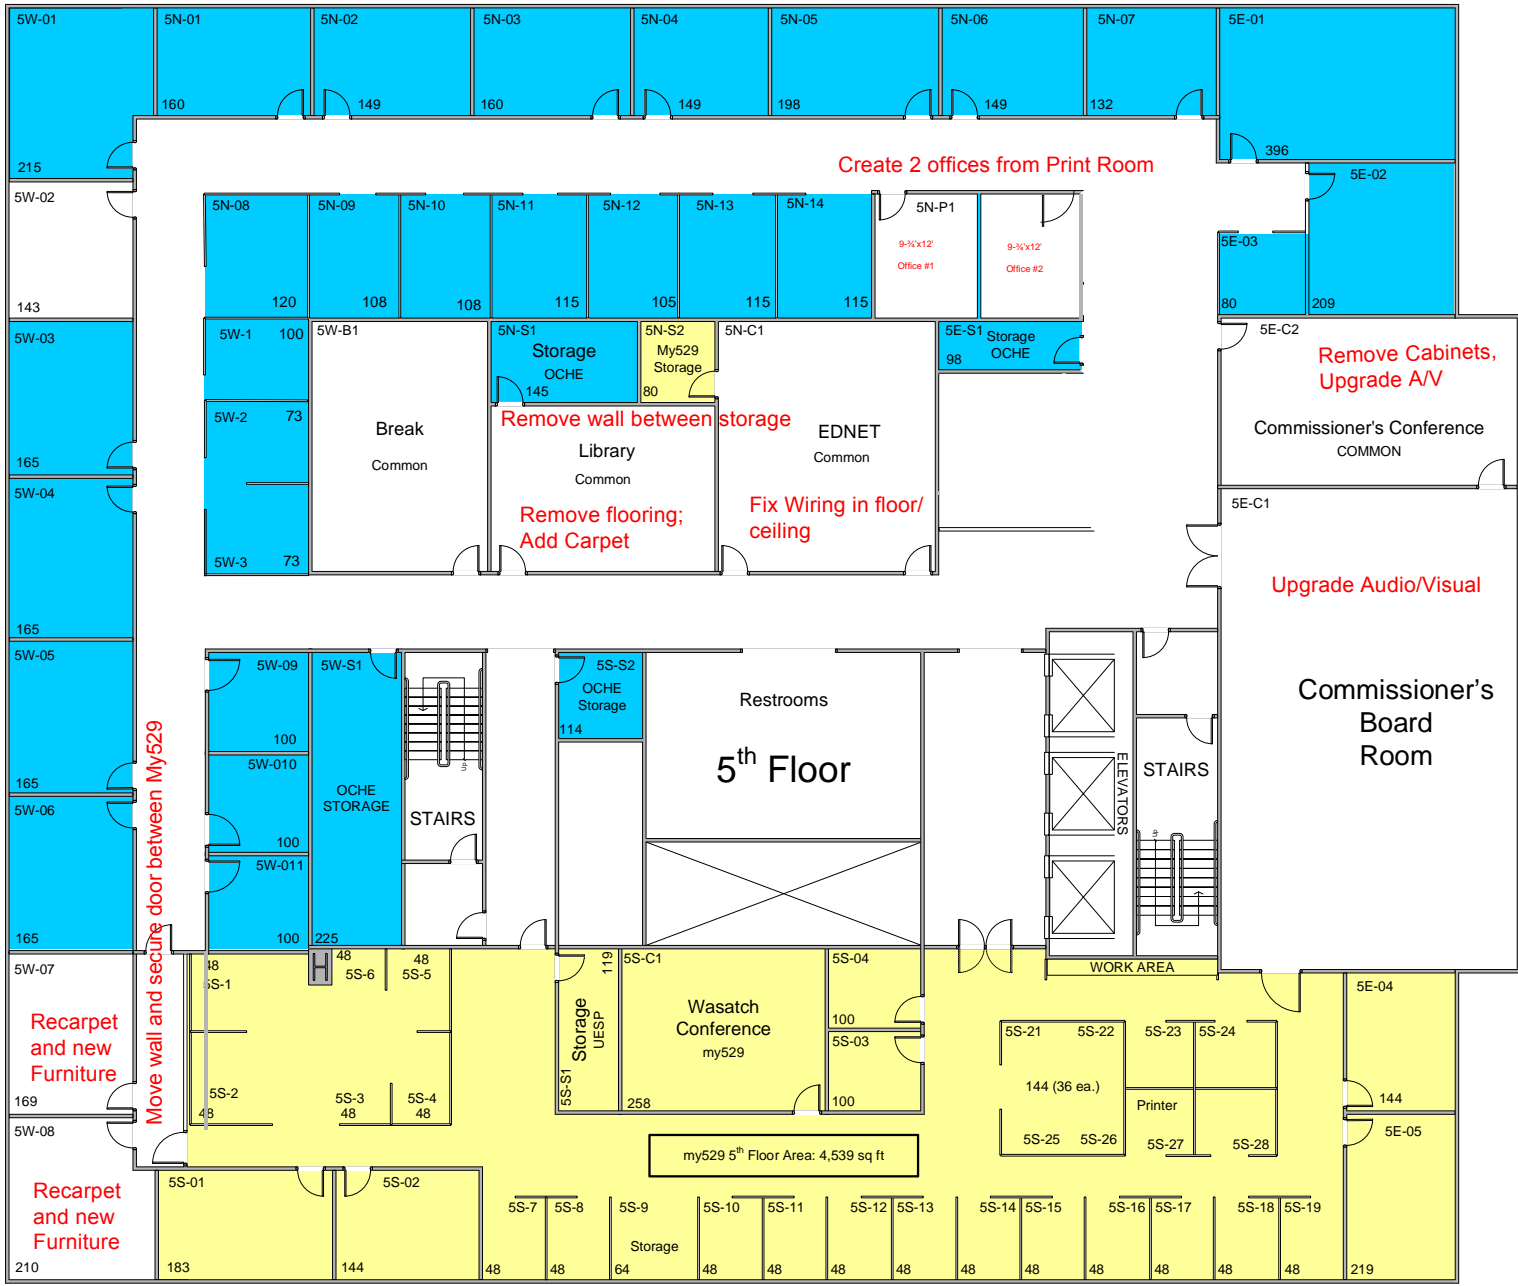 5W-01
5N-01
5N-02
5N-03
5N-04
5N-05
5N-06
5N-07
5E-01
160
149
160
149
198
149
132
215
396
Create 2 offices from Print Room
5E-02
5W-02
5N-08
5N-09
5N-10
5N-11
5N-12
5N-13
5N-14
5N-P1
9-¾'x12'
Office #1
9-¾'x12'
Office #2
5E-03
143
120
108
108
115
105
115
115
80
209
5W-03
5W-1
100
5W-B1
5N-S1
Storage
OCHE
145
5N-S2
My529
Storage
80
5N-C1
5E-S1
Storage
OCHE
98
5E-C2
Remove Cabinets,
Upgrade A/V
Commissioner's Conference
COMMON
5W-2
73
Remove wall between storage
Break
Common
Library
Common
EDNET
Common
165
5W-04
Remove flooring;
Add Carpet
Fix Wiring in floor/
ceiling
5E-C1
5W-3
73
Upgrade Audio/Visual
165
5W-05
5W-09
5W-S1
5S-S2
OCHE
Storage
114
Restrooms
5th Floor
Commissioner's
Board
Room
100
5W-010
Up
OCHE
STORAGE
STAIRS
ELEVATORS
STAIRS
Up
165
5W-06
100
5W-011
165
100
225
Move wall and secure door between My529
5W-07
48
5S-1
48
5S-6
48
5S-5
119
Storage
UESP
5S-S1
5S-C1
Wasatch
Conference
my529
258
5S-04
100
5S-03
100
WORK AREA
5E-04
Recarpet
and new
Furniture
169
5S-2
48
5S-3
48
5S-4
48
5S-21
5S-22
5S-23
5S-24
144 (36 ea.)
Printer
5S-25
5S-26
5S-27
5S-28
144
5W-08
5E-05
my529 5th Floor Area: 4,539 sq ft
Recarpet
and new
Furniture
210
5S-01
183
5S-02
144
5S-7
5S-8
5S-9
5S-10
5S-11
5S-12
5S-13
5S-14
5S-15
5S-16
5S-17
5S-18
5S-19
Storage
48
48
64
48
48
48
48
48
48
48
48
48
48
219